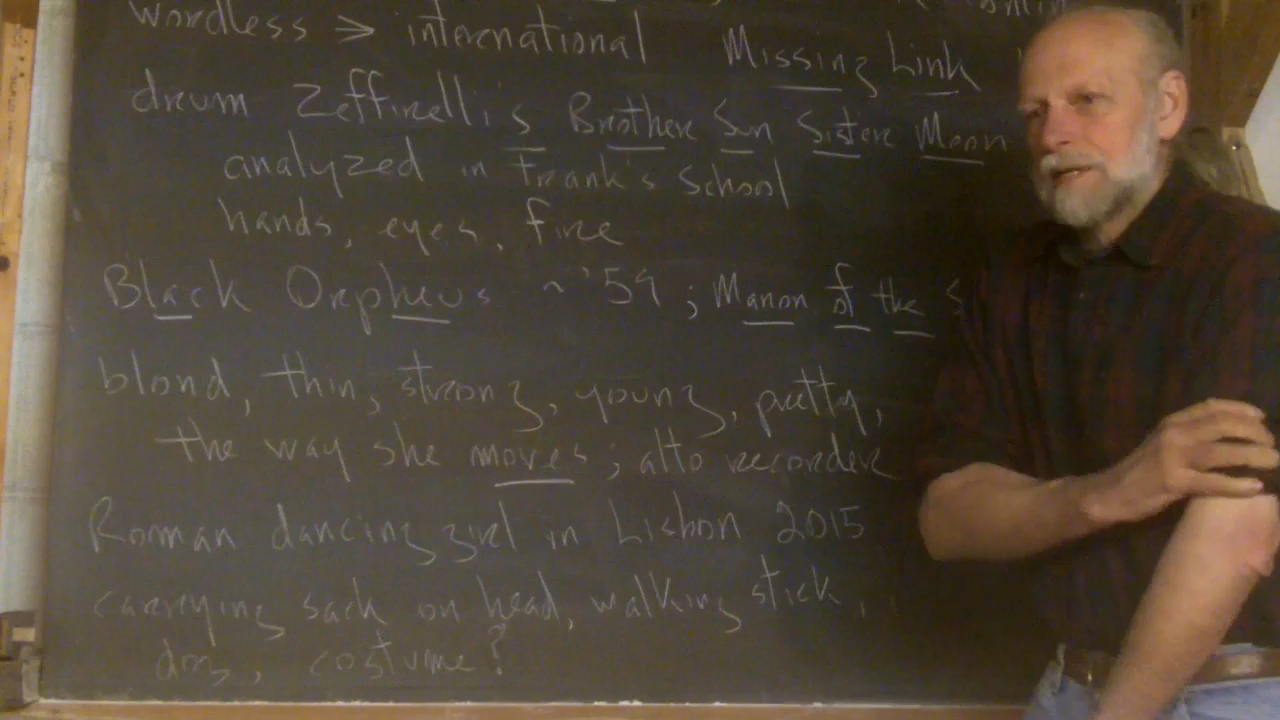 wordless => international Missing Link
drum Zeffirelli's Brother Sun Sister Moon
analyzed in Frank's School
hands, eyes, fire
Black Orpheus ~ '59 ; Manon of the S
blond, thin, strong, young, pretty,
the way she moves ; alto recorder
Roman dancing girl in Lisbon 2015
carrying sack on head, walking stick,
dog, costume?